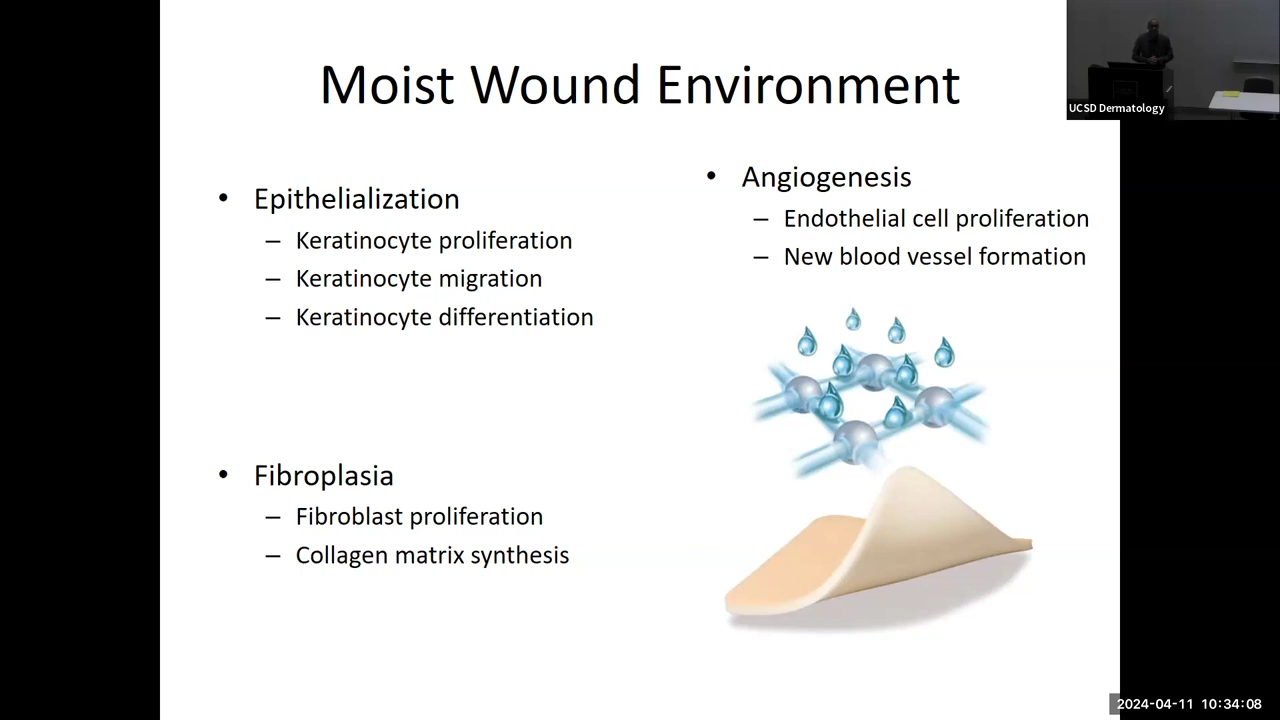 Moist Wound Environment
• Epithelialization
– Keratinocyte proliferation
– Keratinocyte migration
– Keratinocyte differentiation
• Fibroplasia
– Fibroblast proliferation
– Collagen matrix synthesis
• Angiogenesis
– Endothelial cell proliferation
– New blood vessel formation
UCSD Dermatology
2024-04-11 10:34:08